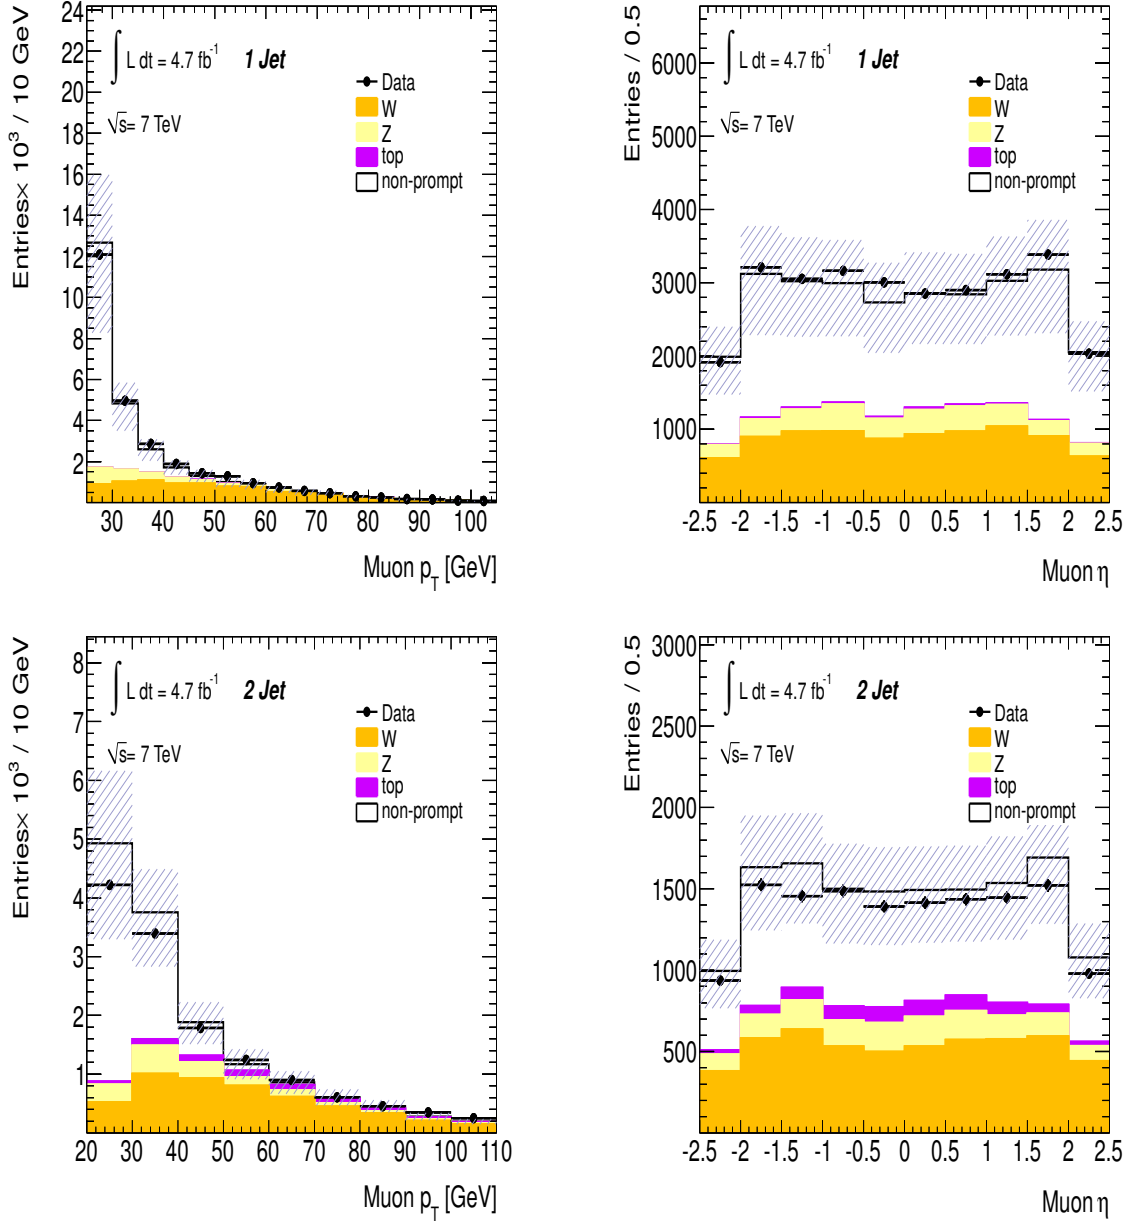 Entries× 10³ / 10 GeV
24
22
20
18
16
14
12
10
8
6
4
2
∫ L dt = 4.7 fb⁻¹ 1 Jet
√s= 7 TeV
Data
W
Z
top
non-prompt
30 40 50 60 70 80 90 100
Muon p_T [GeV]
Entries / 0.5
6000
5000
4000
3000
2000
1000
∫ L dt = 4.7 fb⁻¹ 1 Jet
√s= 7 TeV
Data
W
Z
top
non-prompt
-2.5 -2 -1.5 -1 -0.5 0 0.5 1 1.5 2 2.5
Muon η
Entries× 10³ / 10 GeV
8
7
6
5
4
3
2
1
∫ L dt = 4.7 fb⁻¹ 2 Jet
√s= 7 TeV
Data
W
Z
top
non-prompt
20 30 40 50 60 70 80 90 100 110
Muon p_T [GeV]
Entries / 0.5
3000
2500
2000
1500
1000
500
∫ L dt = 4.7 fb⁻¹ 2 Jet
√s= 7 TeV
Data
W
Z
top
non-prompt
-2.5 -2 -1.5 -1 -0.5 0 0.5 1 1.5 2 2.5
Muon η